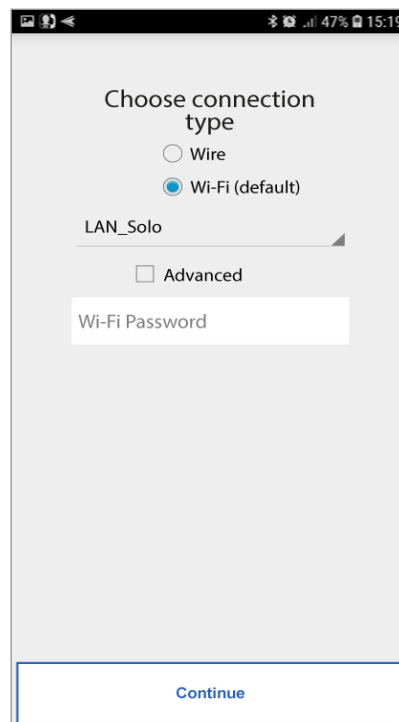 47% 15:19
Choose connection
type
Wire
Wi-Fi (default)
LAN_Solo
Advanced
Wi-Fi Password
Continue